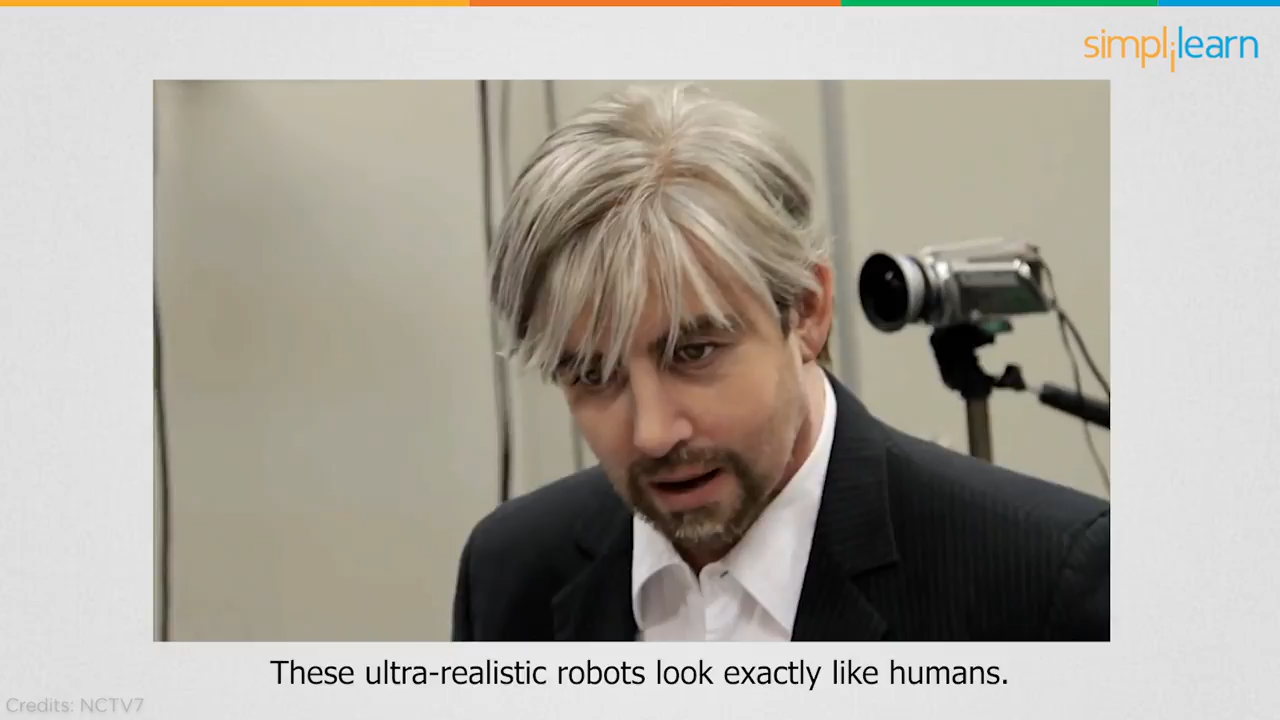 simplilearn
These ultra-realistic robots look exactly like humans.
Credits: NCTV7